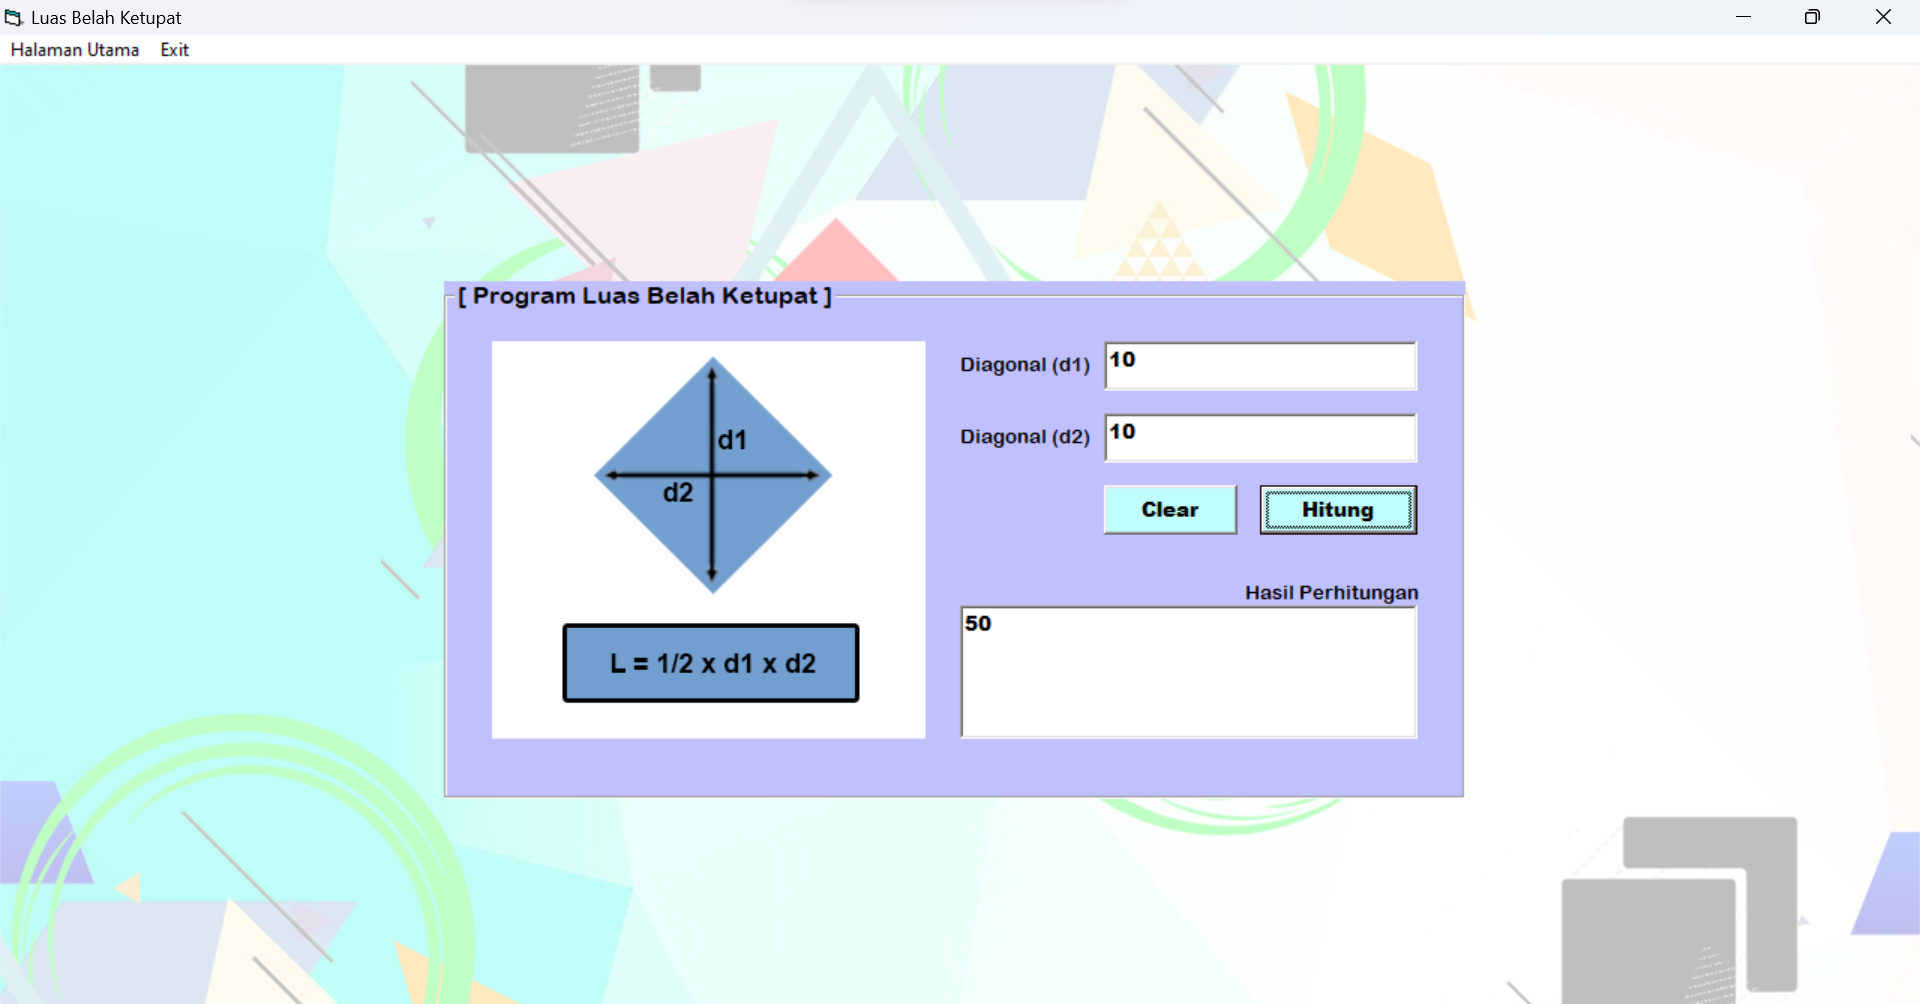 Luas Belah Ketupat
Halaman Utama Exit
[ Program Luas Belah Ketupat ]
d1
d2
L = 1/2 x d1 x d2
Diagonal (d1) 10
Diagonal (d2) 10
Clear Hitung
Hasil Perhitungan
50